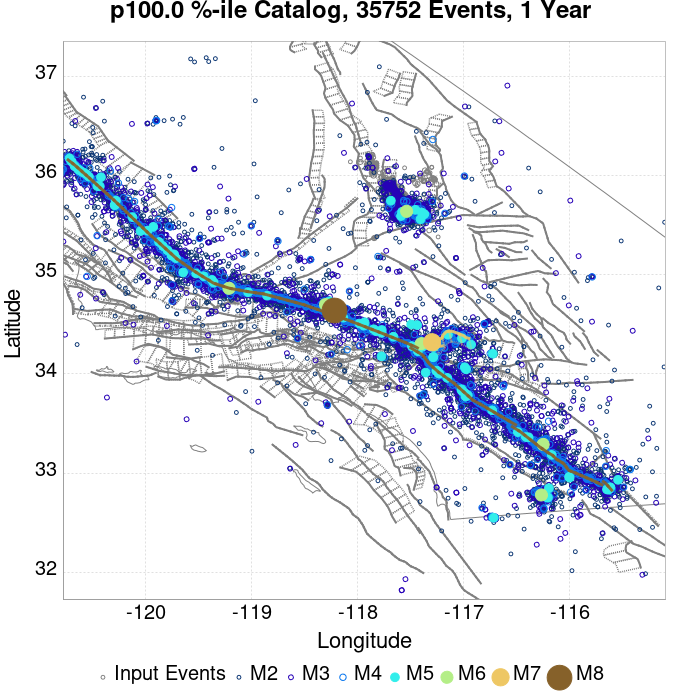 p100.0 %-ile Catalog, 35752 Events, 1 Year
37
36
35
34
33
32
Latitude
-120 -119 -118 -117 -116
Longitude
Input Events M2 M3 M4 M5 M6 M7 M8